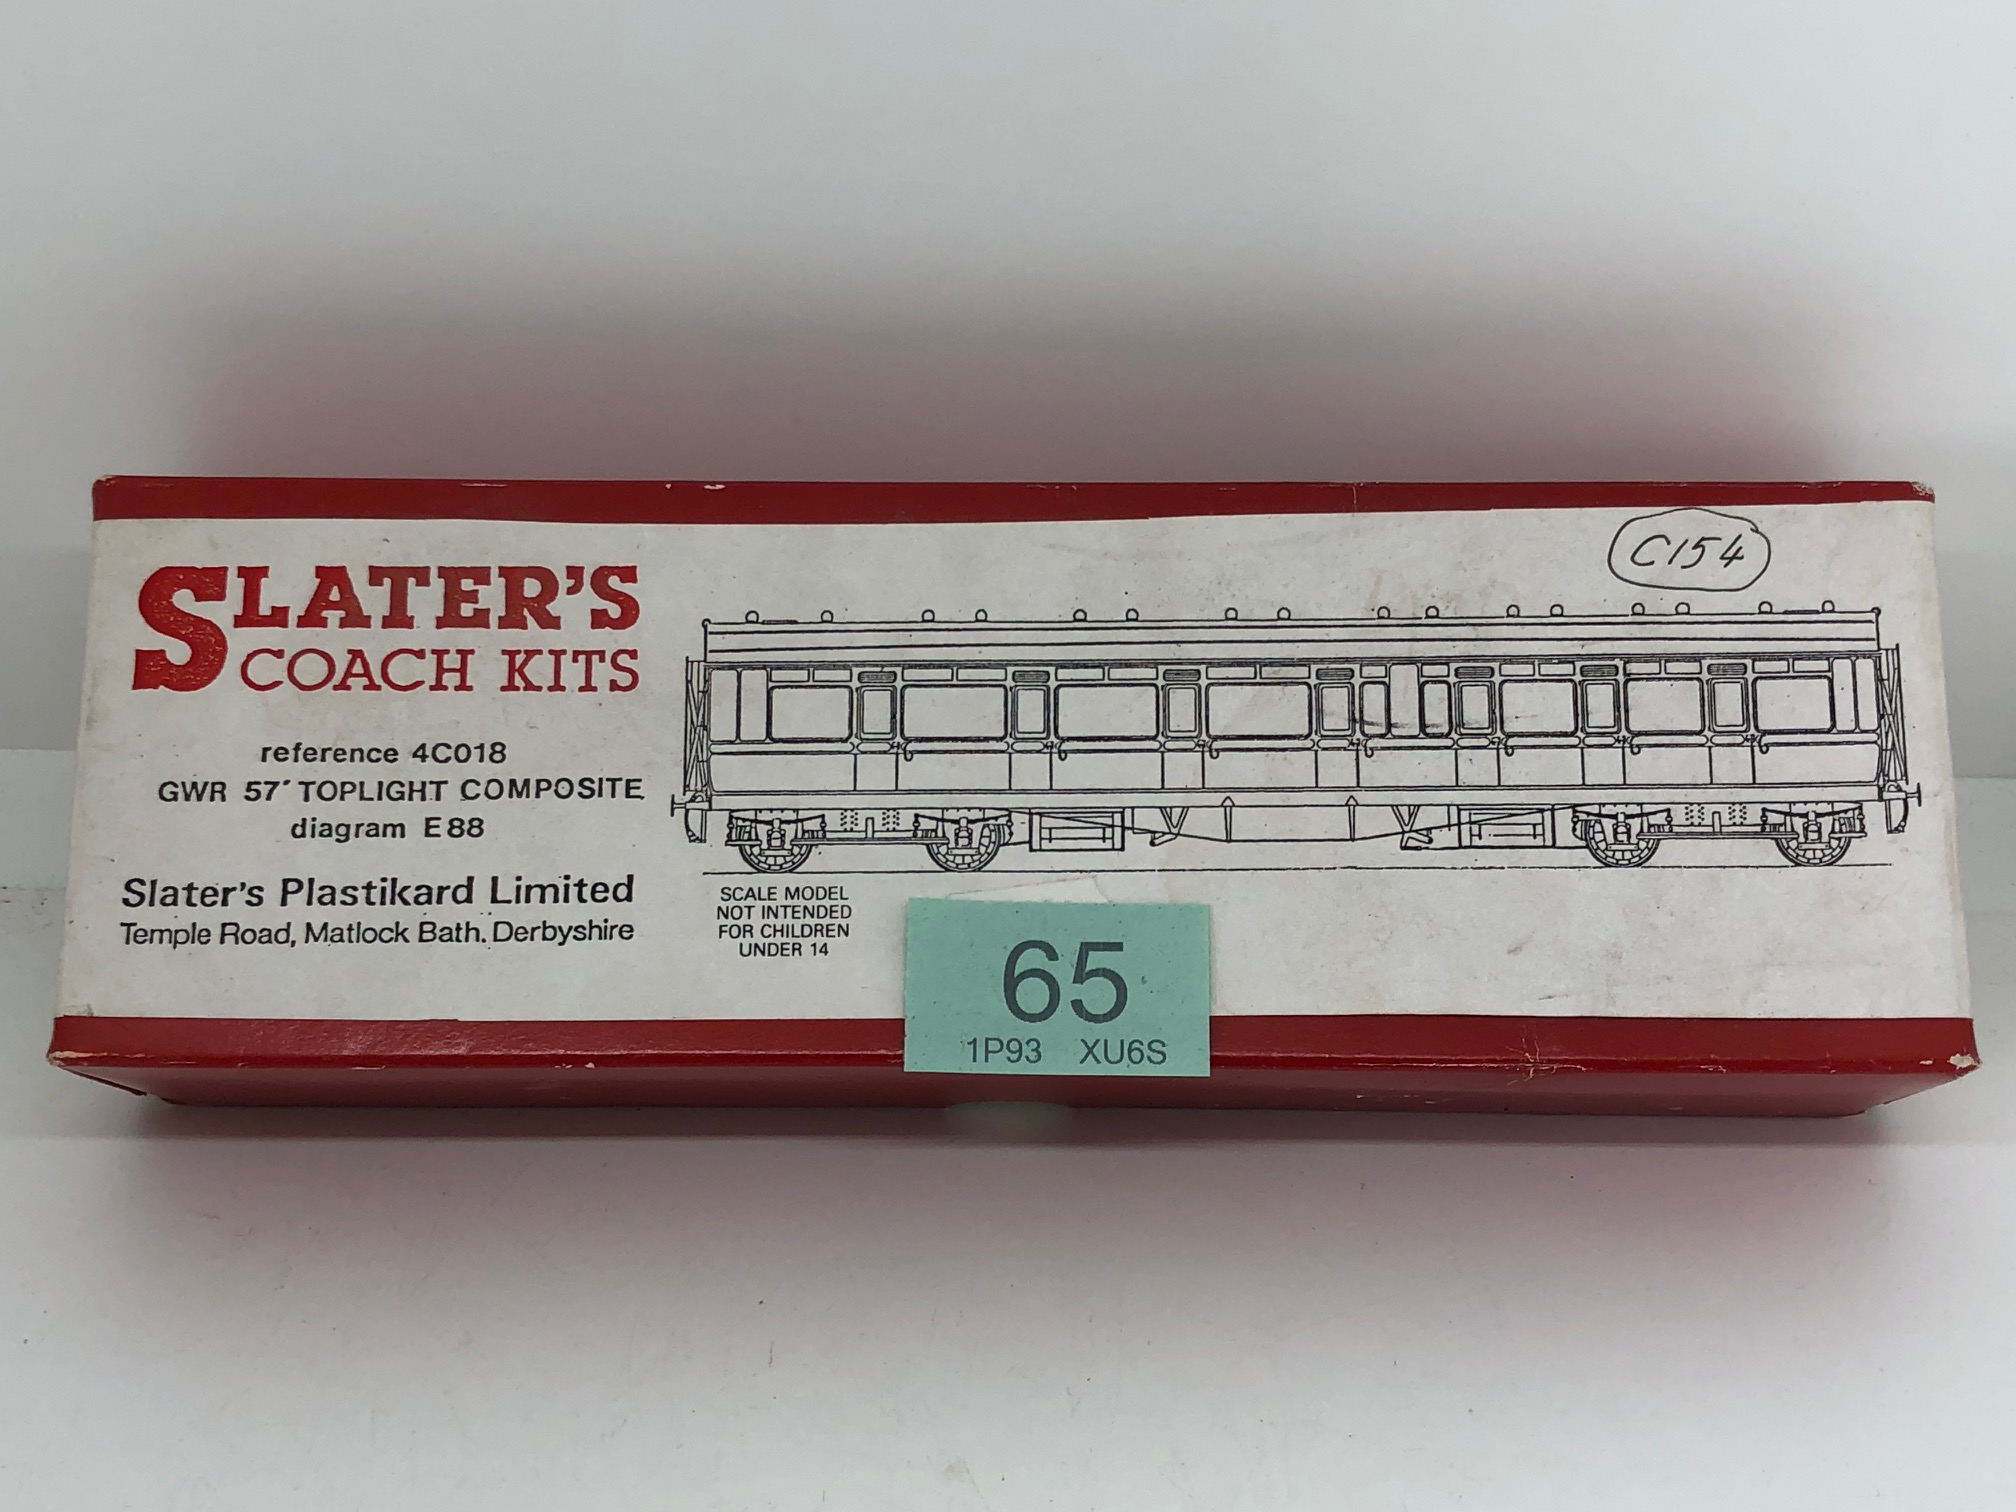 SLATER'S
COACH KITS
reference 4C018
GWR 57' TOPLIGHT COMPOSITE
diagram E88
Slater's Plastikard Limited
Temple Road, Matlock Bath. Derbyshire
C154
SCALE MODEL
NOT INTENDED
FOR CHILDREN
UNDER 14
65
1P93 XU6S